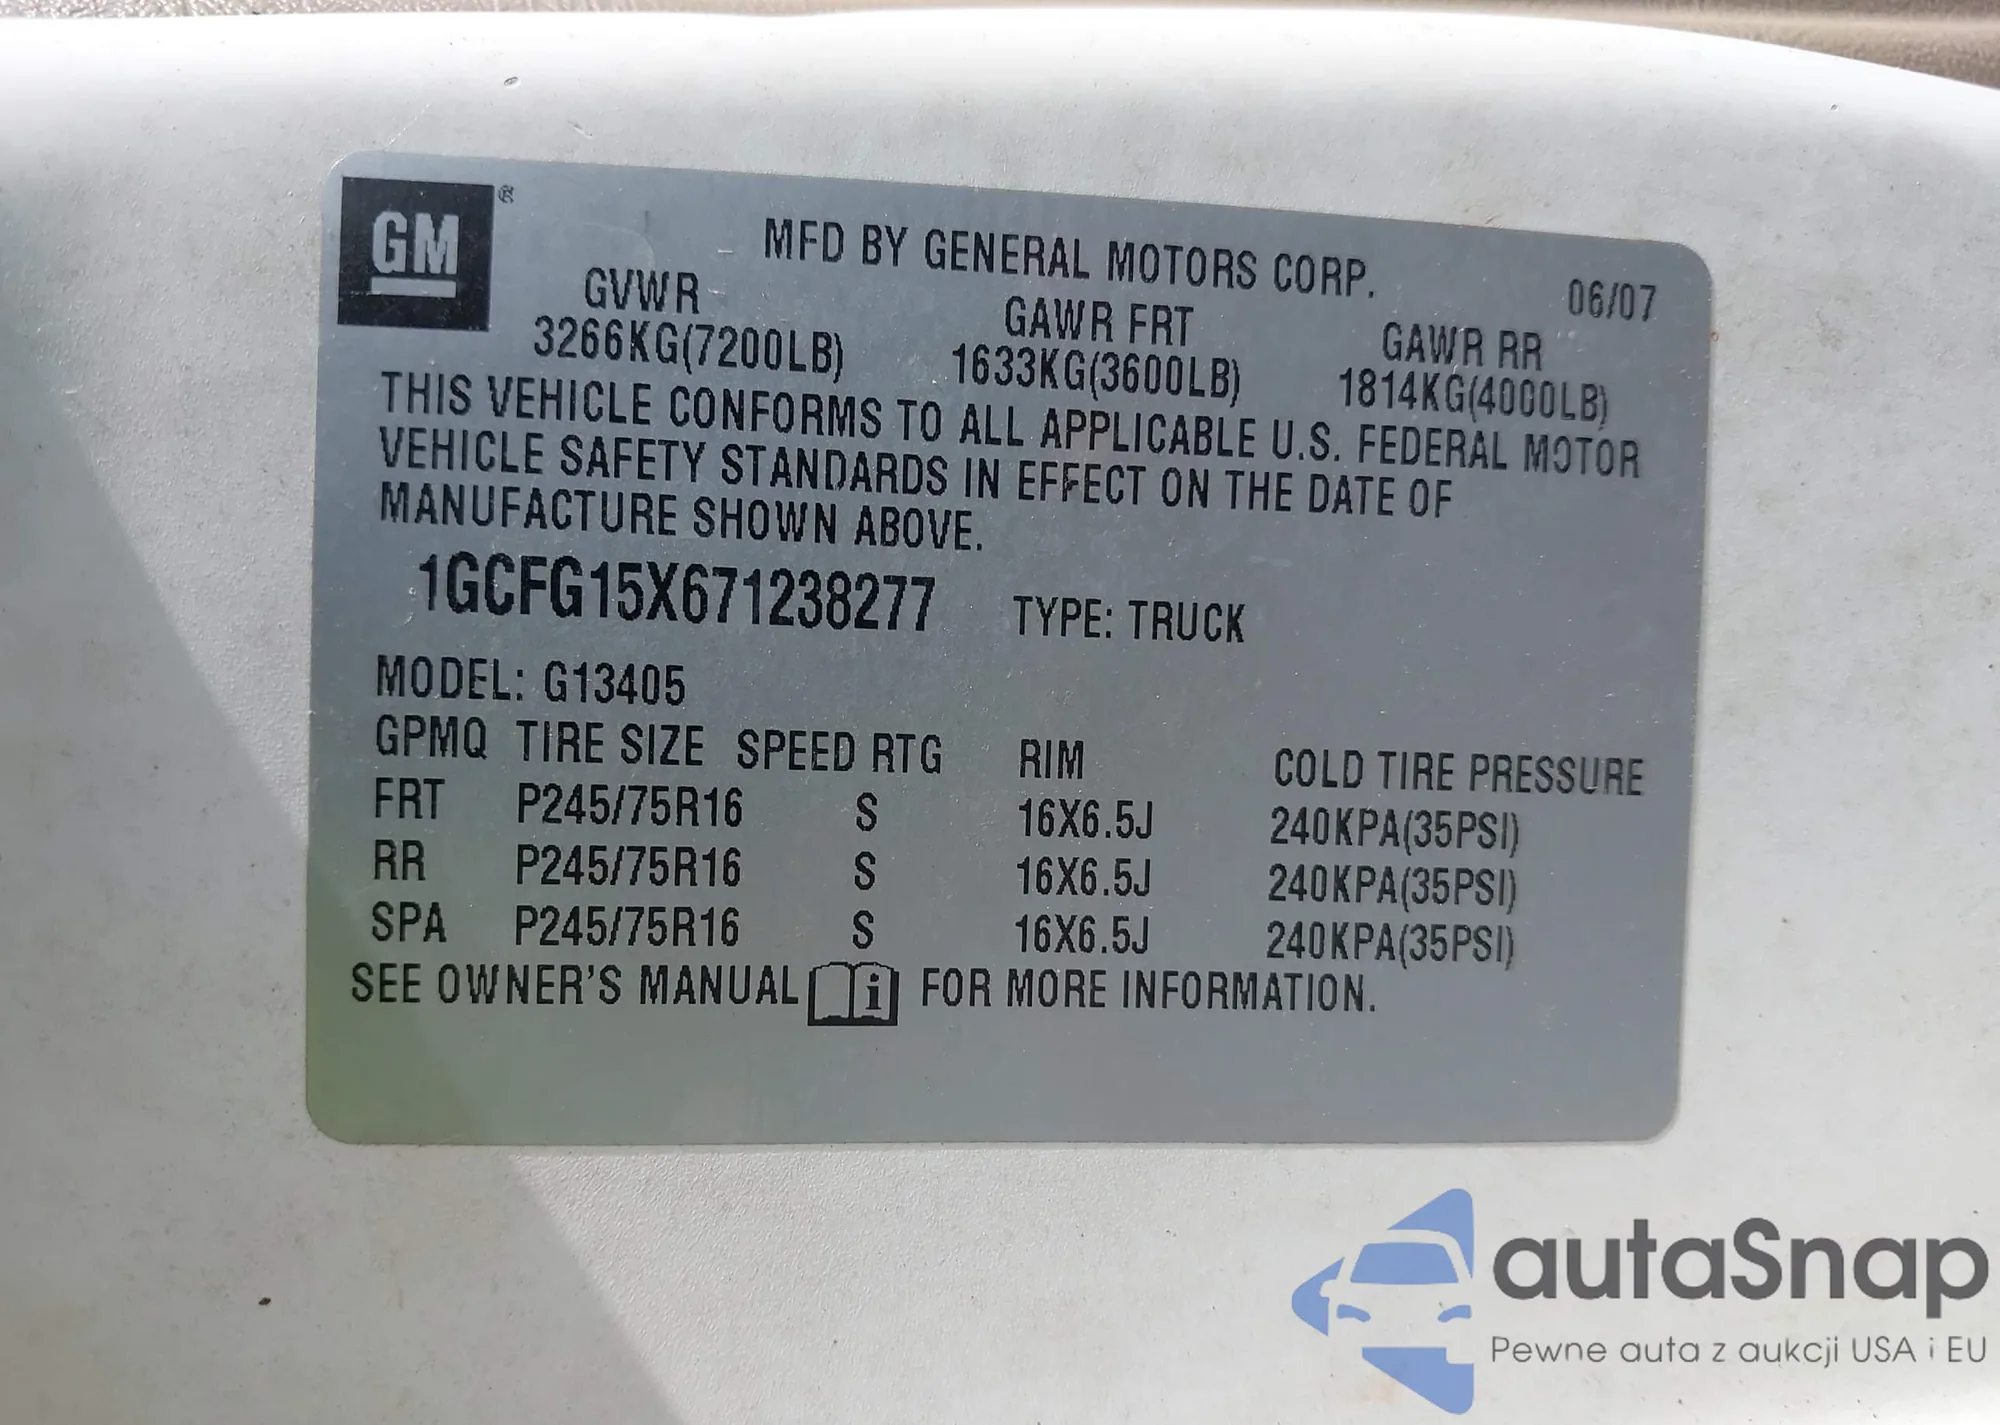 GM ®
MFD BY GENERAL MOTORS CORP. 06/07
GVWR GAWR FRT GAWR RR
3266KG(7200LB) 1633KG(3600LB) 1814KG(4000LB)
THIS VEHICLE CONFORMS TO ALL APPLICABLE U.S. FEDERAL MOTOR
VEHICLE SAFETY STANDARDS IN EFFECT ON THE DATE OF
MANUFACTURE SHOWN ABOVE.
1GCFG15X671238277 TYPE: TRUCK
MODEL: G13405
GPMQ TIRE SIZE SPEED RTG RIM COLD TIRE PRESSURE
FRT P245/75R16 S 16X6.5J 240KPA(35PSI)
RR P245/75R16 S 16X6.5J 240KPA(35PSI)
SPA P245/75R16 S 16X6.5J 240KPA(35PSI)
SEE OWNER'S MANUAL i FOR MORE INFORMATION.
autaSnap
Pewne auta z aukcji USA i EU